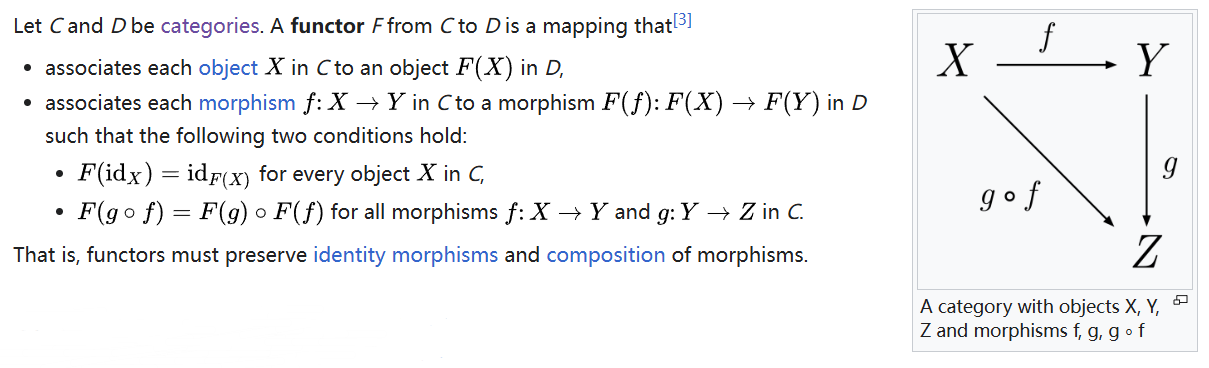 Let C and D be categories. A functor F from C to D is a mapping that[3]
• associates each object X in C to an object F(X) in D,
• associates each morphism f: X → Y in C to a morphism F(f): F(X) → F(Y) in D
such that the following two conditions hold:
• F(id_X) = id_{F(X)} for every object X in C,
• F(g ∘ f) = F(g) ∘ F(f) for all morphisms f: X → Y and g: Y → Z in C.
That is, functors must preserve identity morphisms and composition of morphisms.
f
X Y
g
g ∘ f
Z
A category with objects X, Y,
Z and morphisms f, g, g ∘ f